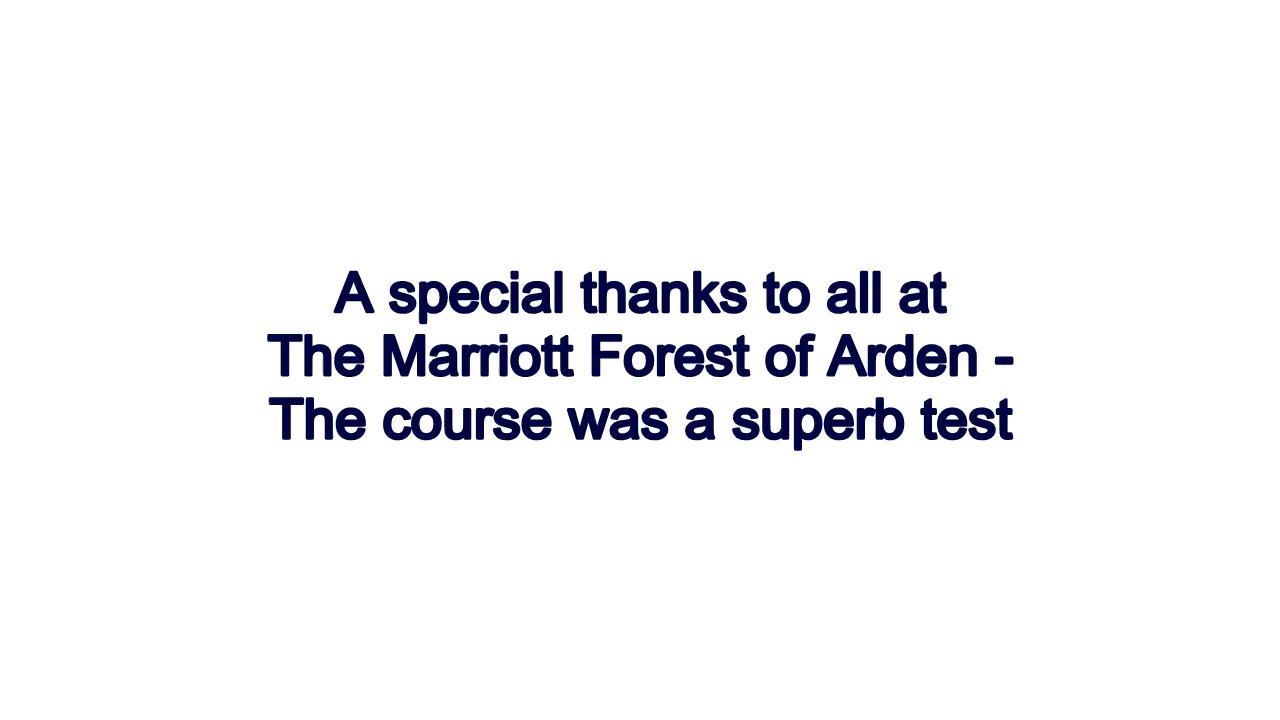 A special thanks to all at
The Marriott Forest of Arden -
The course was a superb test